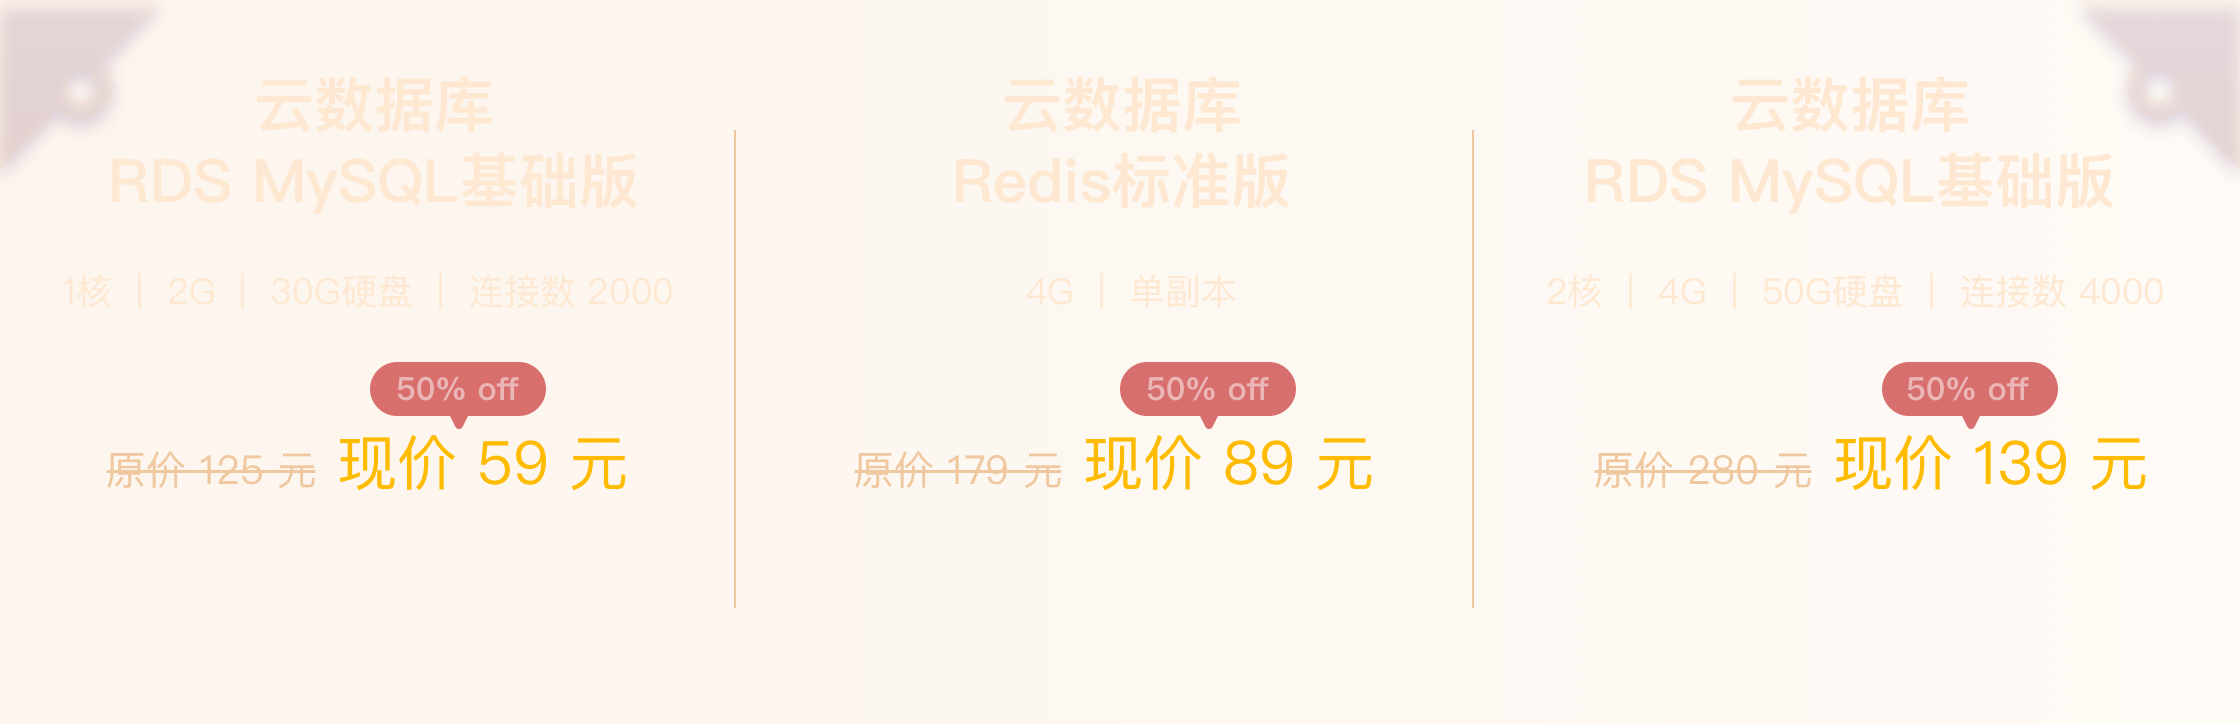 云数据库
RDS MySQL基础版
1核 | 2G | 30G硬盘 | 连接数 2000
50% off
原价 125 元 现价 59 元
云数据库
Redis标准版
4G | 单副本
50% off
原价 179 元 现价 89 元
云数据库
RDS MySQL基础版
2核 | 4G | 50G硬盘 | 连接数 4000
50% off
原价 280 元 现价 139 元